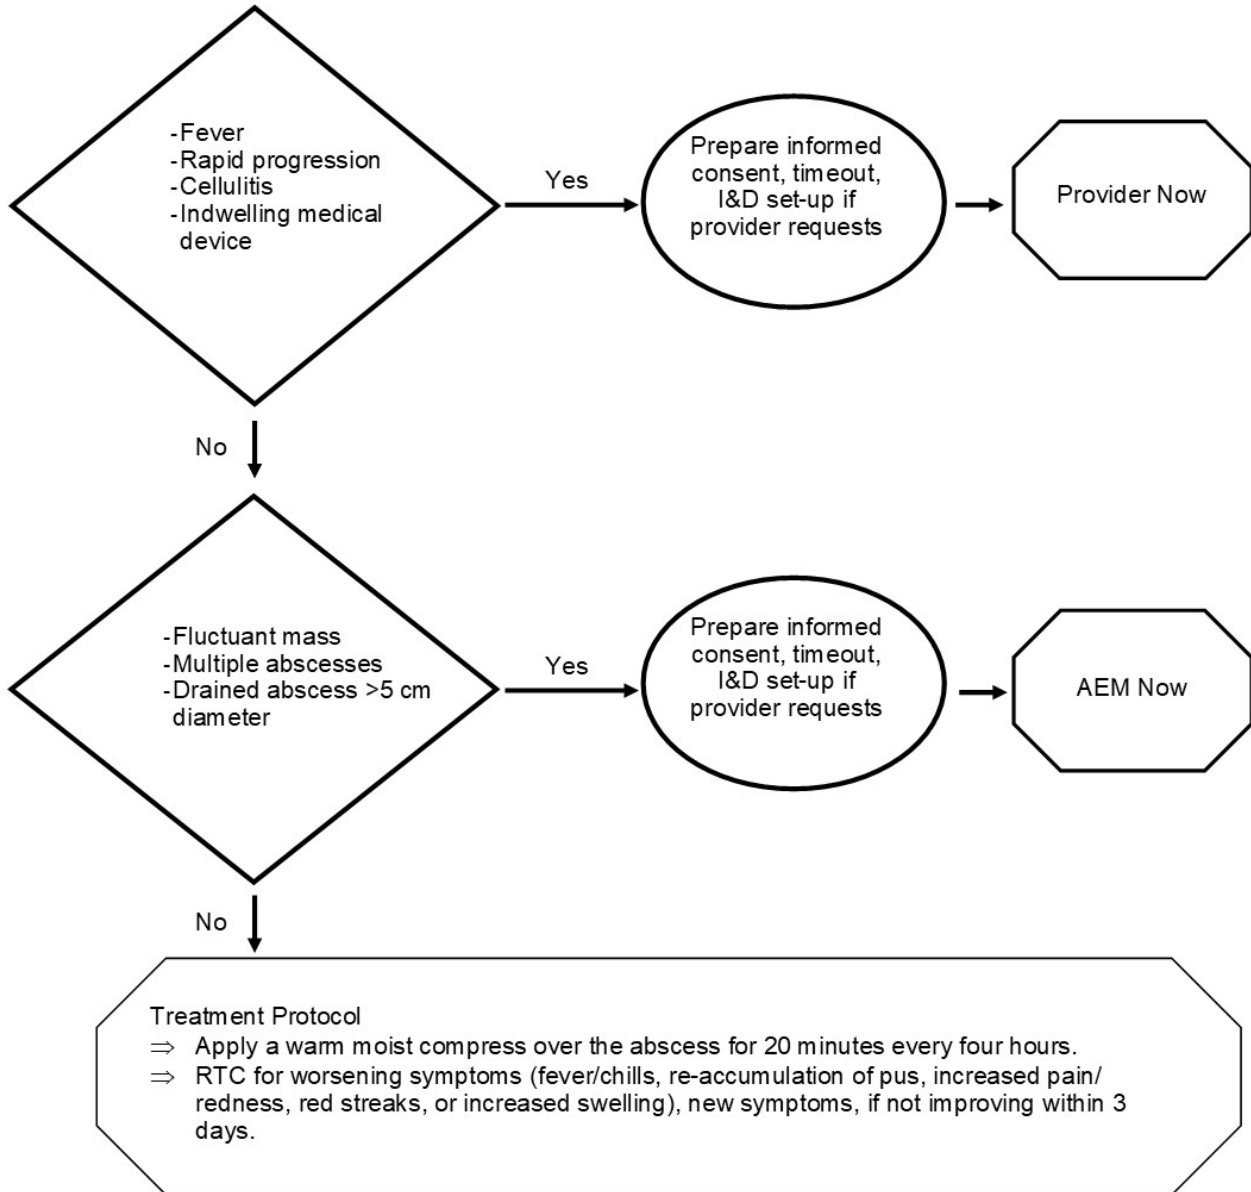 -Fever
-Rapid progression
-Cellulitis
-Indwelling medical
device
Yes
Prepare informed
consent, timeout,
I&D set-up if
provider requests
Provider Now
No
-Fluctuant mass
-Multiple abscesses
-Drained abscess >5 cm
diameter
Yes
Prepare informed
consent, timeout,
I&D set-up if
provider requests
AEM Now
No
Treatment Protocol
⇒ Apply a warm moist compress over the abscess for 20 minutes every four hours.
⇒ RTC for worsening symptoms (fever/chills, re-accumulation of pus, increased pain/
redness, red streaks, or increased swelling), new symptoms, if not improving within 3
days.